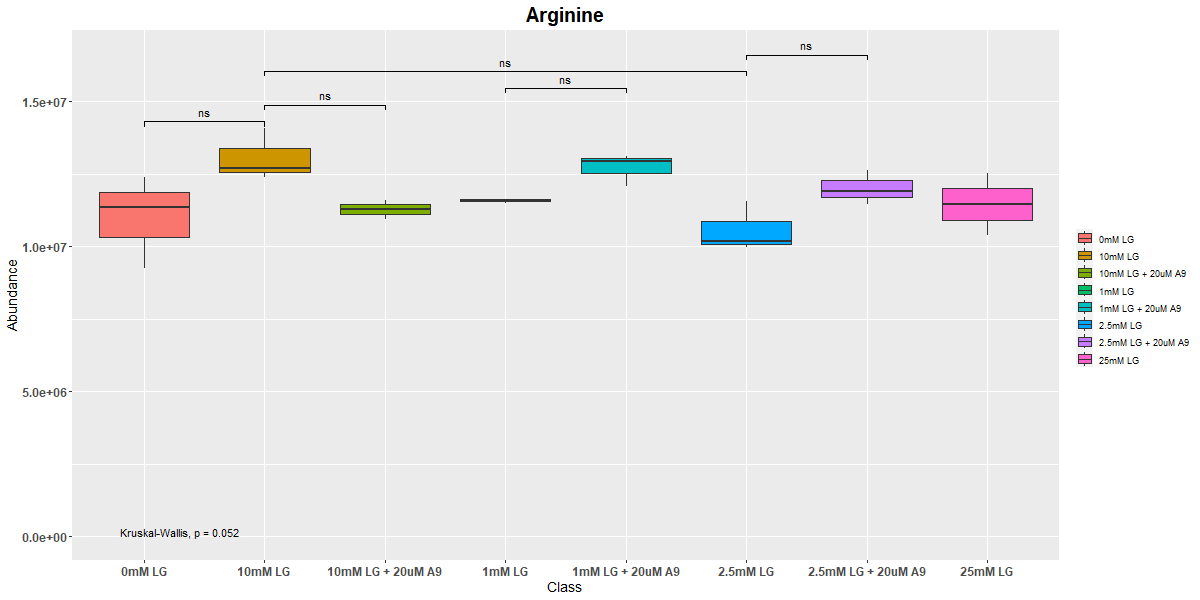 Arginine
Abundance
1.5e+07
1.0e+07
5.0e+06
0.0e+00
ns
ns
ns
ns
ns
Kruskal-Wallis, p = 0.052
0mM LG
10mM LG
10mM LG + 20uM A9
1mM LG
1mM LG + 20uM A9
2.5mM LG
2.5mM LG + 20uM A9
25mM LG
Class
0mM LG
10mM LG
10mM LG + 20uM A9
1mM LG
1mM LG + 20uM A9
2.5mM LG
2.5mM LG + 20uM A9
25mM LG